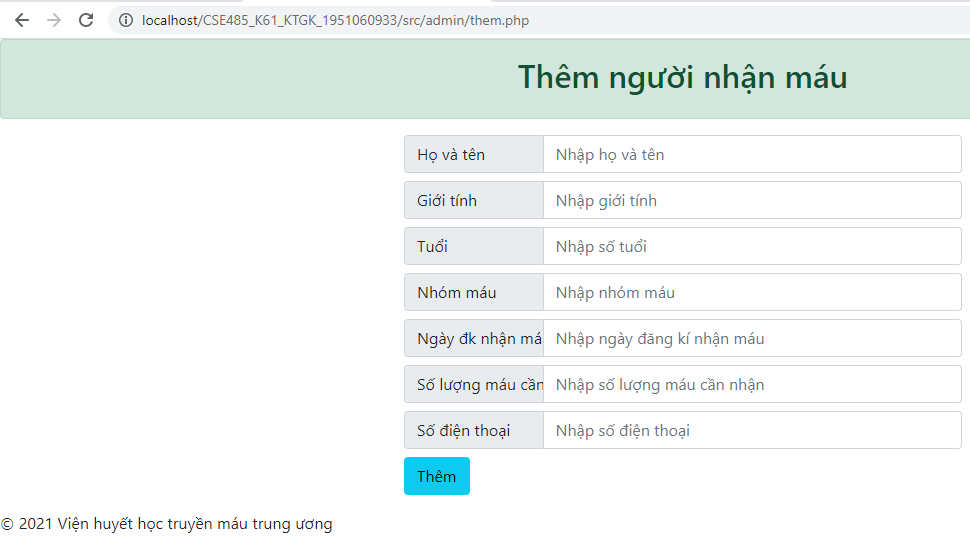 localhost/CSE485_K61_KTGK_1951060933/src/admin/them.php
Thêm người nhận máu
Họ và tên Nhập họ và tên
Giới tính Nhập giới tính
Tuổi Nhập số tuổi
Nhóm máu Nhập nhóm máu
Ngày đk nhận má Nhập ngày đăng kí nhận máu
Số lượng máu cần Nhập số lượng máu cần nhận
Số điện thoại Nhập số điện thoại
Thêm
© 2021 Viện huyết học truyền máu trung ương